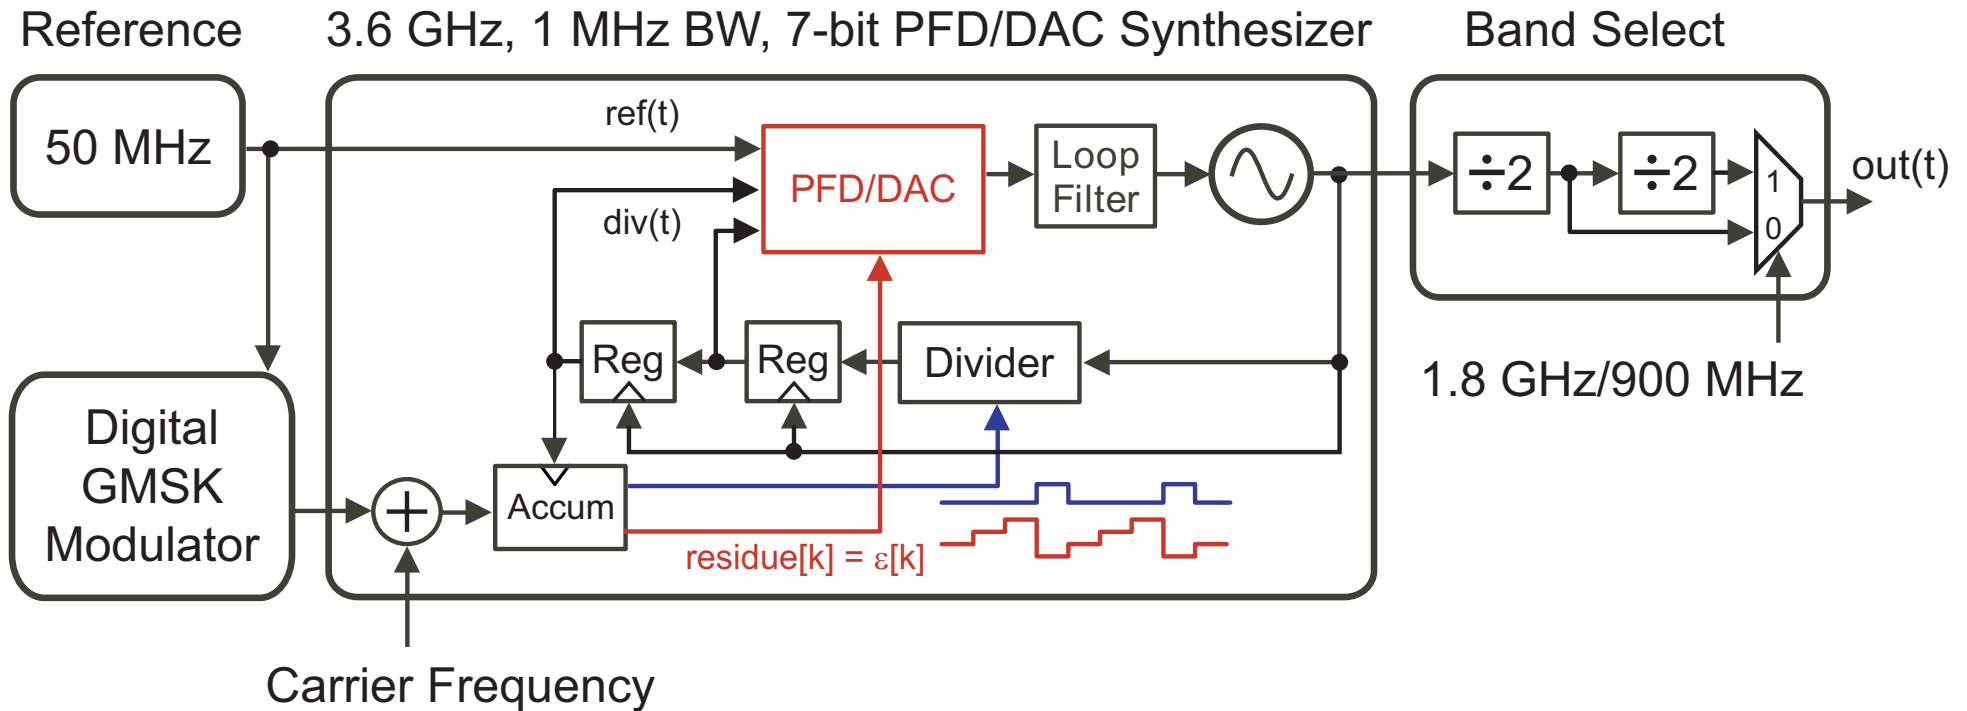 Reference
3.6 GHz, 1 MHz BW, 7-bit PFD/DAC Synthesizer
Band Select
50 MHz
ref(t)
div(t)
PFD/DAC
Loop
Filter
÷2
÷2
1
0
out(t)
Reg
Reg
Divider
1.8 GHz/900 MHz
Digital
GMSK
Modulator
+
Accum
residue[k] = ε[k]
Carrier Frequency